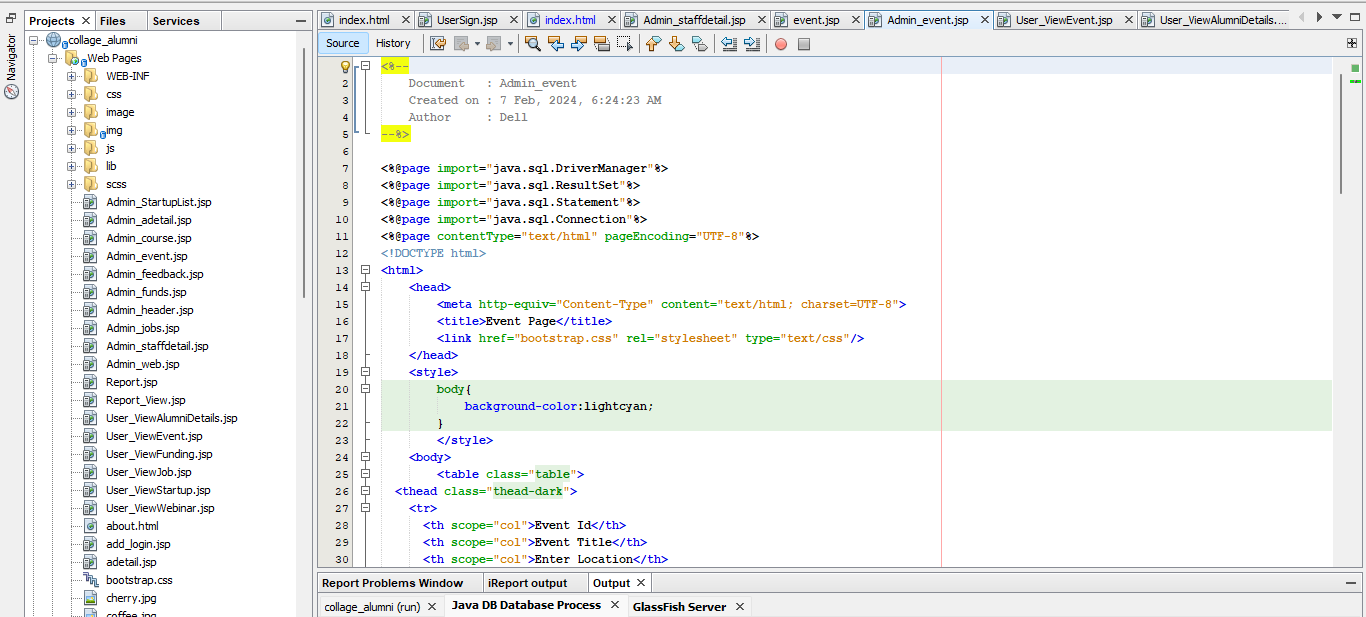 Projects Files Services
Navigator
collage_alumni
Web Pages
WEB-INF
css
image
img
js
lib
scss
Admin_StartupList.jsp
Admin_adetail.jsp
Admin_course.jsp
Admin_event.jsp
Admin_feedback.jsp
Admin_funds.jsp
Admin_header.jsp
Admin_jobs.jsp
Admin_staffdetail.jsp
Admin_web.jsp
Report.jsp
Report_View.jsp
User_ViewAlumniDetails.jsp
User_ViewEvent.jsp
User_ViewFunding.jsp
User_ViewJob.jsp
User_ViewStartup.jsp
User_ViewWebinar.jsp
about.html
add_login.jsp
adetail.jsp
bootstrap.css
cherry.jpg
coffee.jpg
index.html UserSign.jsp index.html Admin_staffdetail.jsp event.jsp Admin_event.jsp User_ViewEvent.jsp User_ViewAlumniDetails....
Source History
<%--
2 Document   : Admin_event
3 Created on : 7 Feb, 2024, 6:24:23 AM
4 Author     : Dell
5 --%>
6
7 <%@page import="java.sql.DriverManager"%>
8 <%@page import="java.sql.ResultSet"%>
9 <%@page import="java.sql.Statement"%>
10 <%@page import="java.sql.Connection"%>
11 <%@page contentType="text/html" pageEncoding="UTF-8"%>
12 <!DOCTYPE html>
13 <html>
14 <head>
15 <meta http-equiv="Content-Type" content="text/html; charset=UTF-8">
16 <title>Event Page</title>
17 <link href="bootstrap.css" rel="stylesheet" type="text/css"/>
18 </head>
19 <style>
20 body{
21 background-color:lightcyan;
22 }
23 </style>
24 <body>
25 <table class="table">
26 <thead class="thead-dark">
27 <tr>
28 <th scope="col">Event Id</th>
29 <th scope="col">Event Title</th>
30 <th scope="col">Enter Location</th>
Report Problems Window iReport output Output
collage_alumni (run) Java DB Database Process GlassFish Server